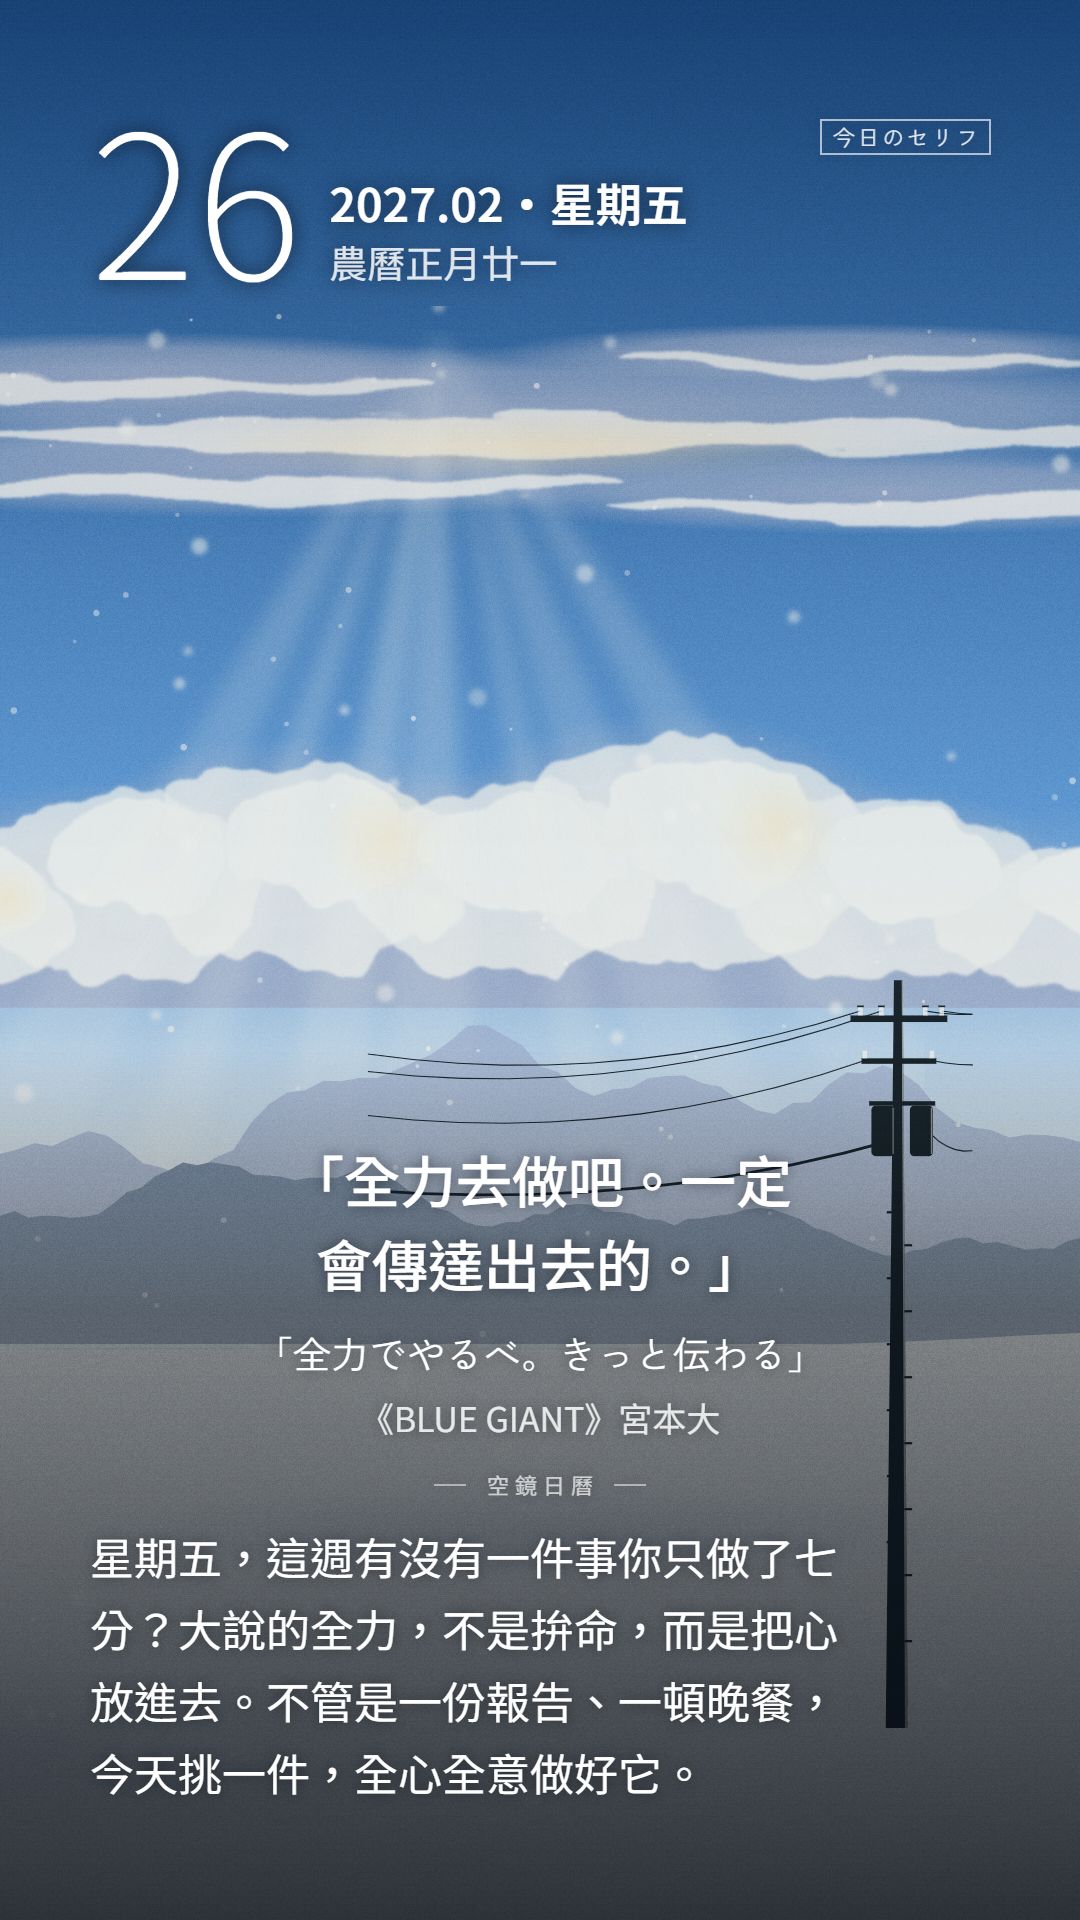 26
今日のセリフ
2027.02・星期五
農曆正月廿一
「全力去做吧。一定
會傳達出去的。」
「全力でやるべ。きっと伝わる」
《BLUE GIANT》宮本大
空鏡日曆
星期五，這週有沒有一件事你只做了七
分？大說的全力，不是拚命，而是把心
放進去。不管是一份報告、一頓晚餐，
今天挑一件，全心全意做好它。